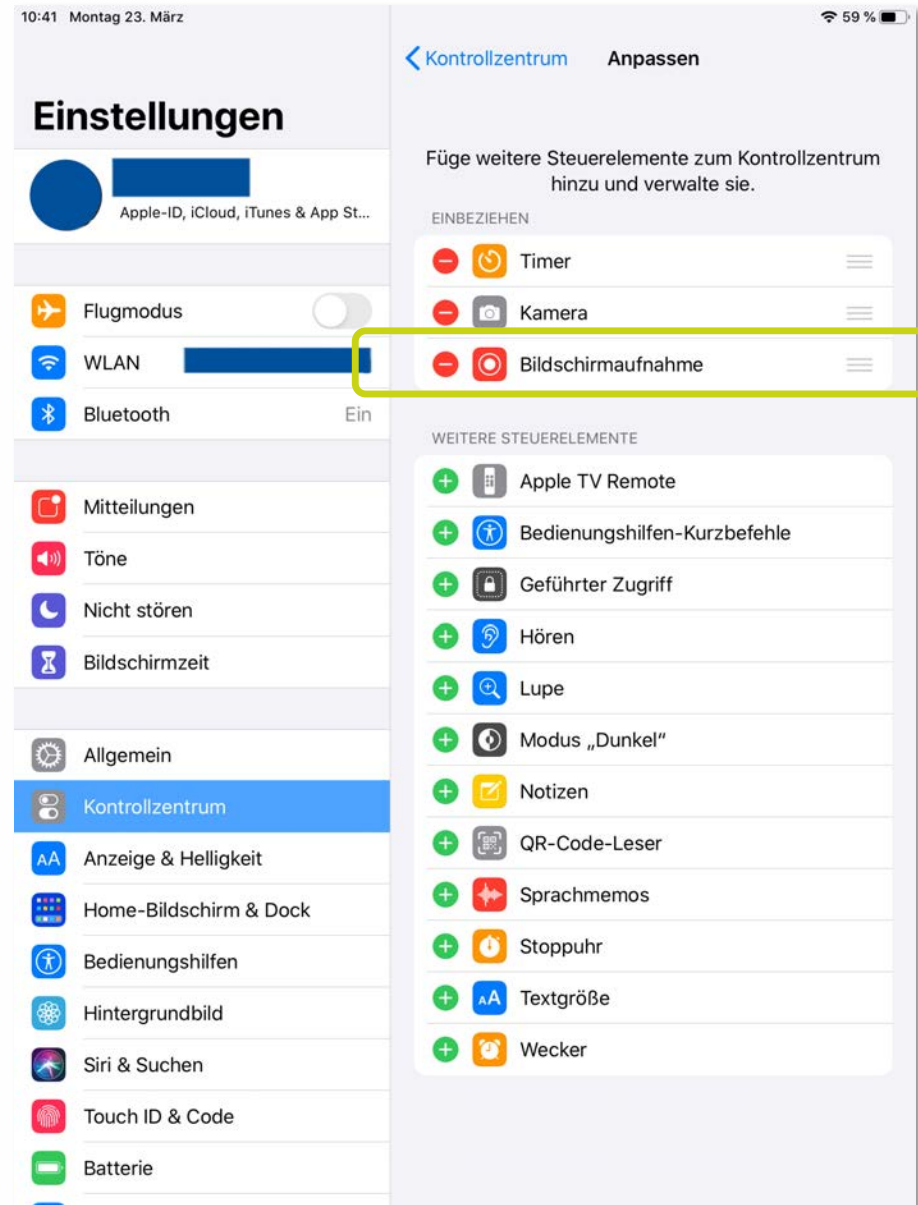 10:41 Montag 23. März
59 %
Einstellungen
Apple-ID, iCloud, iTunes & App St...
Flugmodus
WLAN
Bluetooth
Ein
Mitteilungen
Töne
Nicht stören
Bildschirmzeit
Allgemein
Kontrollzentrum
AA
Anzeige & Helligkeit
Home-Bildschirm & Dock
Bedienungshilfen
Hintergrundbild
Siri & Suchen
Touch ID & Code
Batterie
Kontrollzentrum
Anpassen
Füge weitere Steuerelemente zum Kontrollzentrum
hinzu und verwalte sie.
EINBEZIEHEN
Timer
Kamera
Bildschirmaufnahme
WEITERE STEUERELEMENTE
Apple TV Remote
Bedienungshilfen-Kurzbefehle
Geführter Zugriff
Hören
Lupe
Modus „Dunkel“
Notizen
QR-Code-Leser
Sprachmemos
Stoppuhr
AA
Textgröße
Wecker